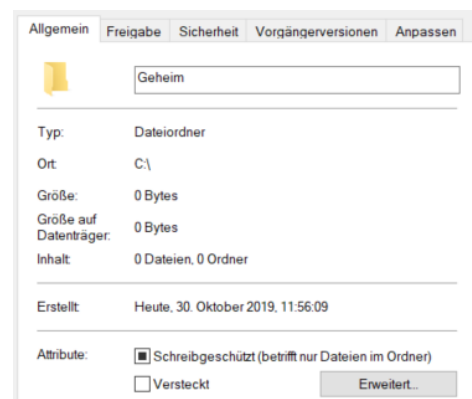 Allgemein Freigabe Sicherheit Vorgängerversionen Anpassen
Geheim
Typ: Dateiordner
Ort: C:\
Größe: 0 Bytes
Größe auf
Datenträger: 0 Bytes
Inhalt: 0 Dateien, 0 Ordner
Erstellt: Heute, 30. Oktober 2019, 11:56:09
Attribute: Schreibgeschützt (betrifft nur Dateien im Ordner)
Versteckt Erweitert...